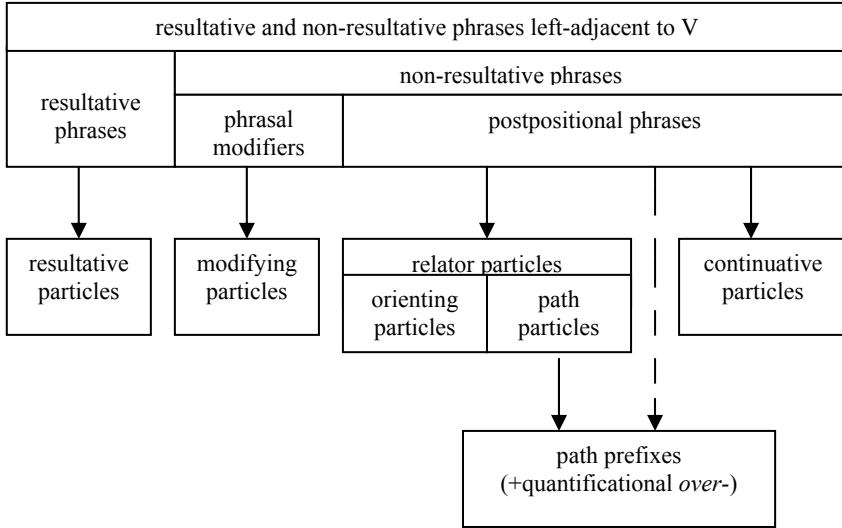 resultative and non-resultative phrases left-adjacent to V
resultative
phrases
non-resultative phrases
phrasal
modifiers
postpositional phrases
resultative
particles
modifying
particles
relator particles
orienting
particles
path
particles
continuative
particles
path prefixes
(+quantificational over-)